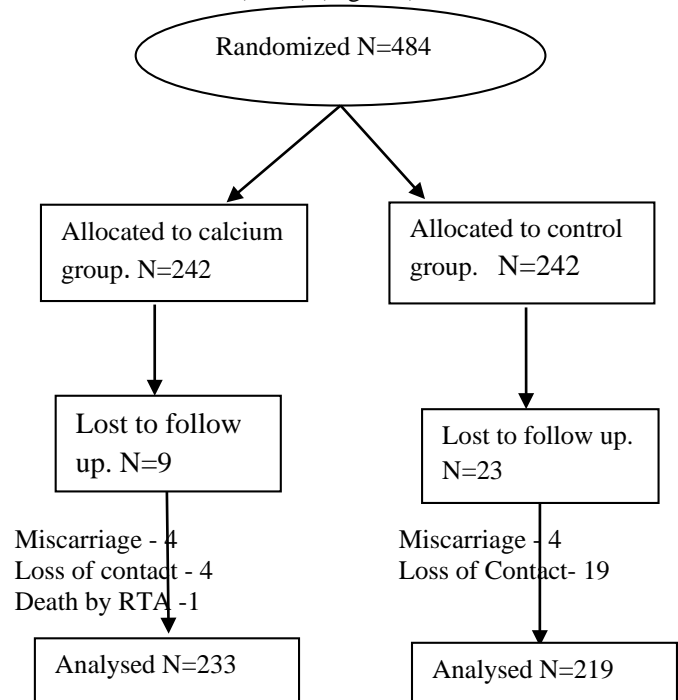 Randomized N=484
Allocated to calcium
group. N=242
Allocated to control
group. N=242
Lost to follow
up. N=9
Lost to follow up.
N=23
Miscarriage - 4
Loss of contact - 4
Death by RTA -1
Miscarriage - 4
Loss of Contact- 19
Analysed N=233
Analysed N=219